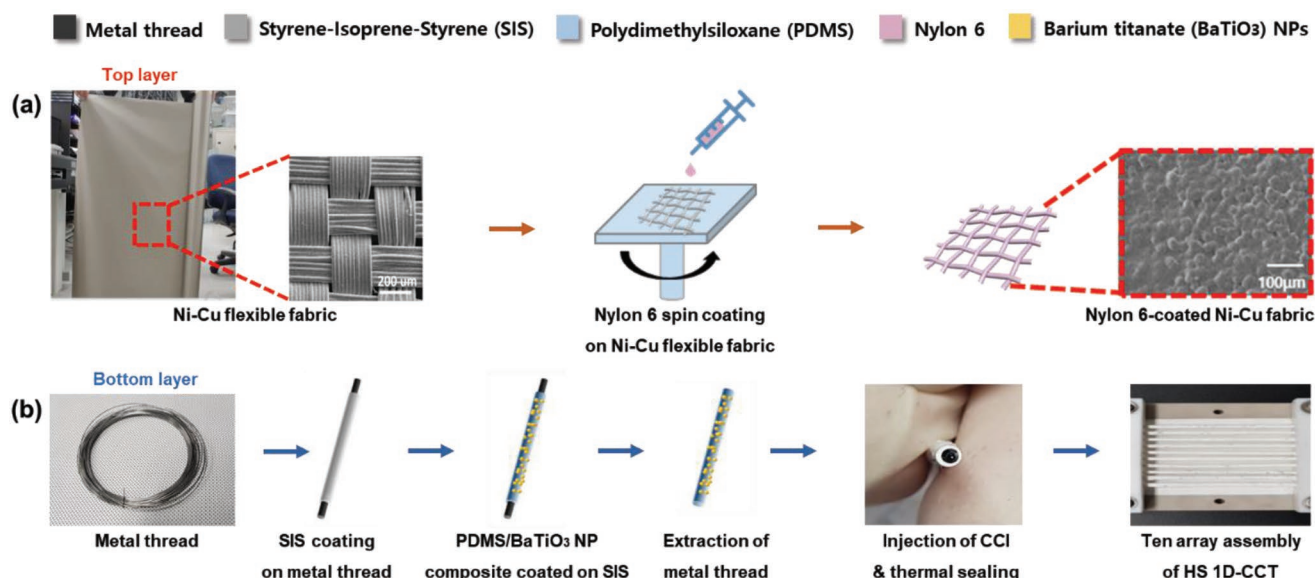 Metal thread
Styrene-Isoprene-Styrene (SIS)
Polydimethylsiloxane (PDMS)
Nylon 6
Barium titanate (BaTiO₃) NPs
Top layer
(a)
200 um
100μm
Ni-Cu flexible fabric
Nylon 6 spin coating
on Ni-Cu flexible fabric
Nylon 6-coated Ni-Cu fabric
Bottom layer
(b)
Metal thread
SIS coating
on metal thread
PDMS/BaTiO₃ NP
composite coated on SIS
Extraction of
metal thread
Injection of CCI
& thermal sealing
Ten array assembly
of HS 1D-CCT